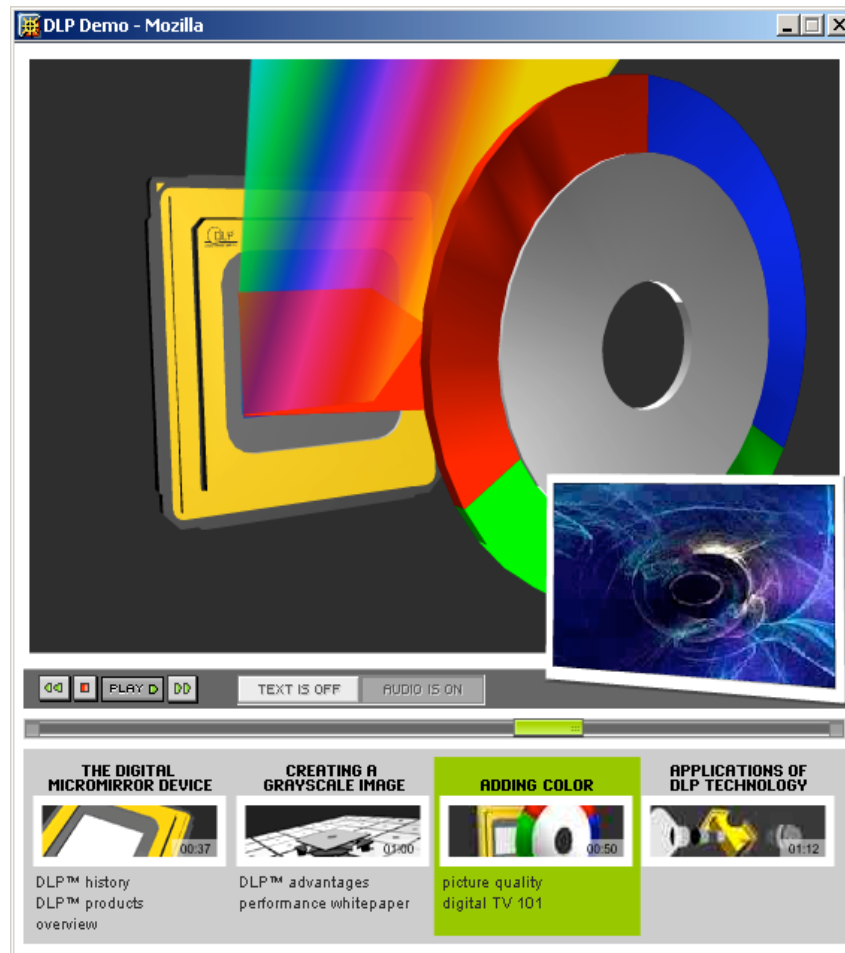 DLP Demo - Mozilla
DLP
PLAY
TEXT IS OFF
AUDIO IS ON
THE DIGITAL
MICROMIRROR DEVICE
00:37
DLP™ history
DLP™ products
overview
CREATING A
GRAYSCALE IMAGE
01:00
DLP™ advantages
performance whitepaper
ADDING COLOR
00:50
picture quality
digital TV 101
APPLICATIONS OF
DLP TECHNOLOGY
01:12